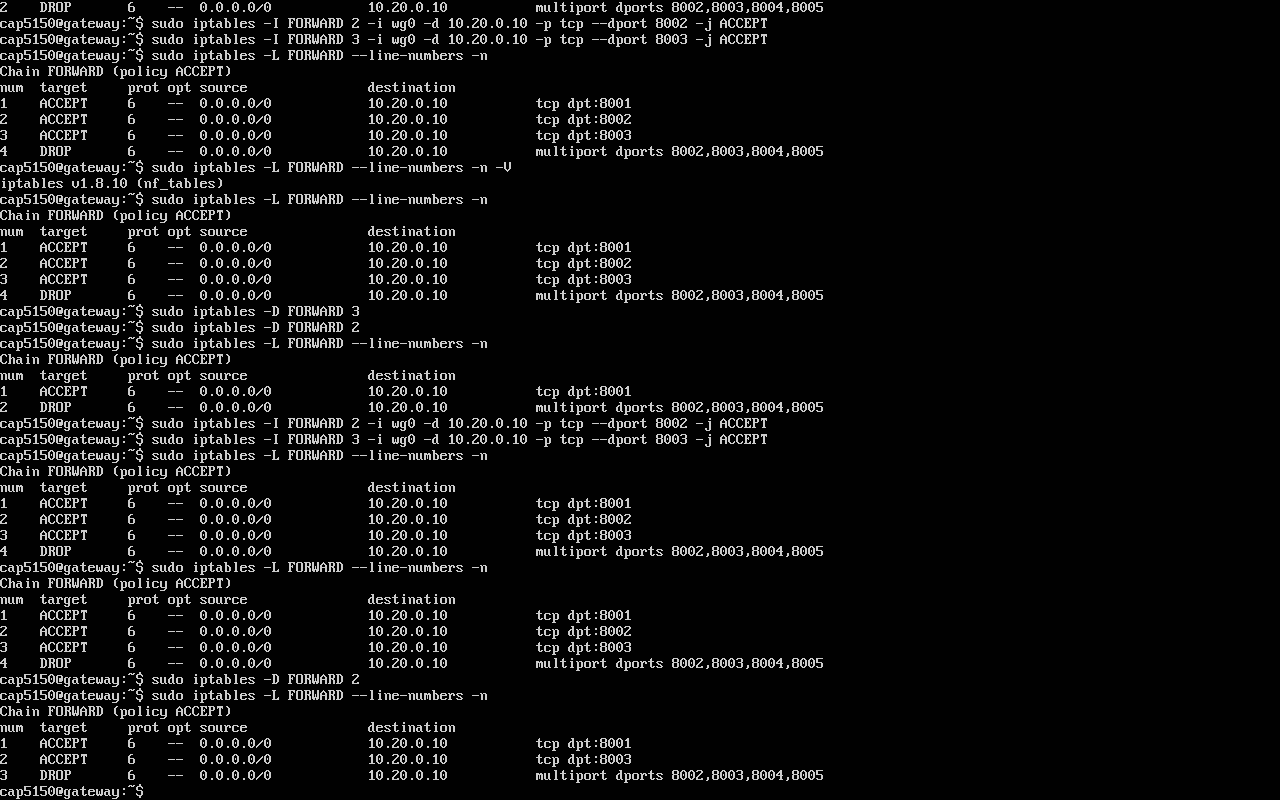 2    DROP       6    --  0.0.0.0/0            10.20.0.10           multiport dports 8002,8003,8004,8005
cap5150@gateway:~$ sudo iptables -I FORWARD 2 -i wg0 -d 10.20.0.10 -p tcp --dport 8002 -j ACCEPT
cap5150@gateway:~$ sudo iptables -I FORWARD 3 -i wg0 -d 10.20.0.10 -p tcp --dport 8003 -j ACCEPT
cap5150@gateway:~$ sudo iptables -L FORWARD --line-numbers -n
Chain FORWARD (policy ACCEPT)
num  target     prot opt source               destination
1    ACCEPT     6    --  0.0.0.0/0            10.20.0.10           tcp dpt:8001
2    ACCEPT     6    --  0.0.0.0/0            10.20.0.10           tcp dpt:8002
3    ACCEPT     6    --  0.0.0.0/0            10.20.0.10           tcp dpt:8003
4    DROP       6    --  0.0.0.0/0            10.20.0.10           multiport dports 8002,8003,8004,8005
cap5150@gateway:~$ sudo iptables -L FORWARD --line-numbers -n -V
iptables v1.8.10 (nf_tables)
cap5150@gateway:~$ sudo iptables -L FORWARD --line-numbers -n
Chain FORWARD (policy ACCEPT)
num  target     prot opt source               destination
1    ACCEPT     6    --  0.0.0.0/0            10.20.0.10           tcp dpt:8001
2    ACCEPT     6    --  0.0.0.0/0            10.20.0.10           tcp dpt:8002
3    ACCEPT     6    --  0.0.0.0/0            10.20.0.10           tcp dpt:8003
4    DROP       6    --  0.0.0.0/0            10.20.0.10           multiport dports 8002,8003,8004,8005
cap5150@gateway:~$ sudo iptables -D FORWARD 3
cap5150@gateway:~$ sudo iptables -D FORWARD 2
cap5150@gateway:~$ sudo iptables -L FORWARD --line-numbers -n
Chain FORWARD (policy ACCEPT)
num  target     prot opt source               destination
1    ACCEPT     6    --  0.0.0.0/0            10.20.0.10           tcp dpt:8001
2    DROP       6    --  0.0.0.0/0            10.20.0.10           multiport dports 8002,8003,8004,8005
cap5150@gateway:~$ sudo iptables -I FORWARD 2 -i wg0 -d 10.20.0.10 -p tcp --dport 8002 -j ACCEPT
cap5150@gateway:~$ sudo iptables -I FORWARD 3 -i wg0 -d 10.20.0.10 -p tcp --dport 8003 -j ACCEPT
cap5150@gateway:~$ sudo iptables -L FORWARD --line-numbers -n
Chain FORWARD (policy ACCEPT)
num  target     prot opt source               destination
1    ACCEPT     6    --  0.0.0.0/0            10.20.0.10           tcp dpt:8001
2    ACCEPT     6    --  0.0.0.0/0            10.20.0.10           tcp dpt:8002
3    ACCEPT     6    --  0.0.0.0/0            10.20.0.10           tcp dpt:8003
4    DROP       6    --  0.0.0.0/0            10.20.0.10           multiport dports 8002,8003,8004,8005
cap5150@gateway:~$ sudo iptables -L FORWARD --line-numbers -n
Chain FORWARD (policy ACCEPT)
num  target     prot opt source               destination
1    ACCEPT     6    --  0.0.0.0/0            10.20.0.10           tcp dpt:8001
2    ACCEPT     6    --  0.0.0.0/0            10.20.0.10           tcp dpt:8002
3    ACCEPT     6    --  0.0.0.0/0            10.20.0.10           tcp dpt:8003
4    DROP       6    --  0.0.0.0/0            10.20.0.10           multiport dports 8002,8003,8004,8005
cap5150@gateway:~$ sudo iptables -D FORWARD 2
cap5150@gateway:~$ sudo iptables -L FORWARD --line-numbers -n
Chain FORWARD (policy ACCEPT)
num  target     prot opt source               destination
1    ACCEPT     6    --  0.0.0.0/0            10.20.0.10           tcp dpt:8001
2    ACCEPT     6    --  0.0.0.0/0            10.20.0.10           tcp dpt:8003
3    DROP       6    --  0.0.0.0/0            10.20.0.10           multiport dports 8002,8003,8004,8005
cap5150@gateway:~$